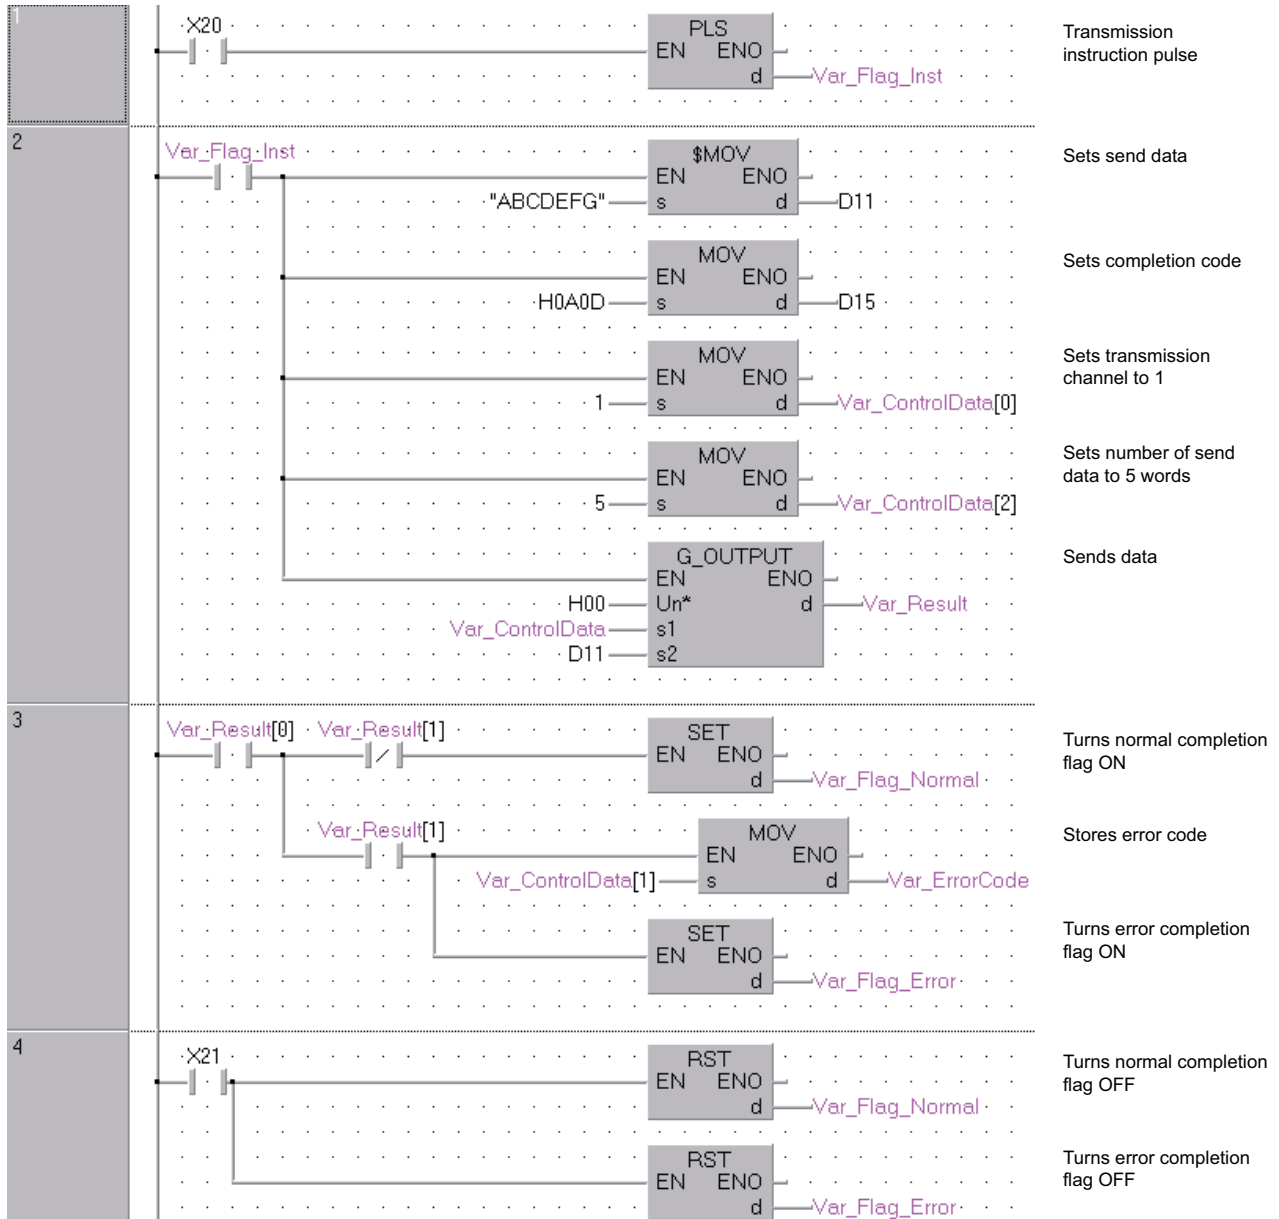 1
X20
PLS
EN ENO
d
Var_Flag_Inst
Transmission
instruction pulse
2
Var_Flag_Inst
$MOV
EN ENO
"ABCDEFG" s d D11
Sets send data
MOV
EN ENO
H0A0D s d D15
Sets completion code
MOV
EN ENO
1 s d Var_ControlData[0]
Sets transmission
channel to 1
MOV
EN ENO
5 s d Var_ControlData[2]
Sets number of send
data to 5 words
G_OUTPUT
EN ENO
H00 Un* d Var_Result
Var_ControlData s1
D11 s2
Sends data
3
Var_Result[0] Var_Result[1]
SET
EN ENO
d Var_Flag_Normal
Turns normal completion
flag ON
Var_Result[1]
MOV
EN ENO
Var_ControlData[1] s d Var_ErrorCode
Stores error code
SET
EN ENO
d Var_Flag_Error
Turns error completion
flag ON
4
X21
RST
EN ENO
d Var_Flag_Normal
Turns normal completion
flag OFF
RST
EN ENO
d Var_Flag_Error
Turns error completion
flag OFF